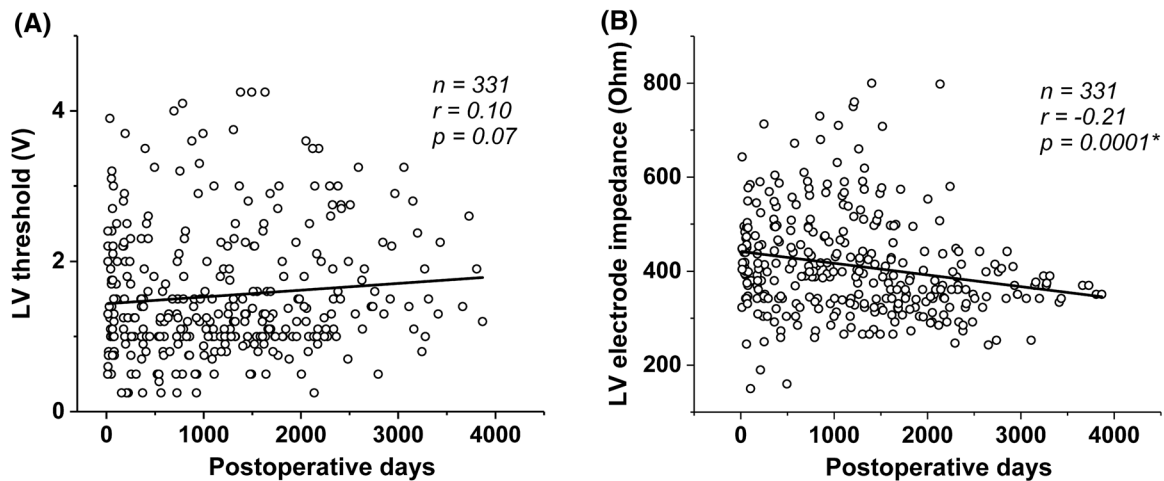 (A)
LV threshold (V)
4
2
0
n = 331
r = 0.10
p = 0.07
0 1000 2000 3000 4000
Postoperative days
(B)
LV electrode impedance (Ohm)
800
600
400
200
n = 331
r = -0.21
p = 0.0001*
0 1000 2000 3000 4000
Postoperative days